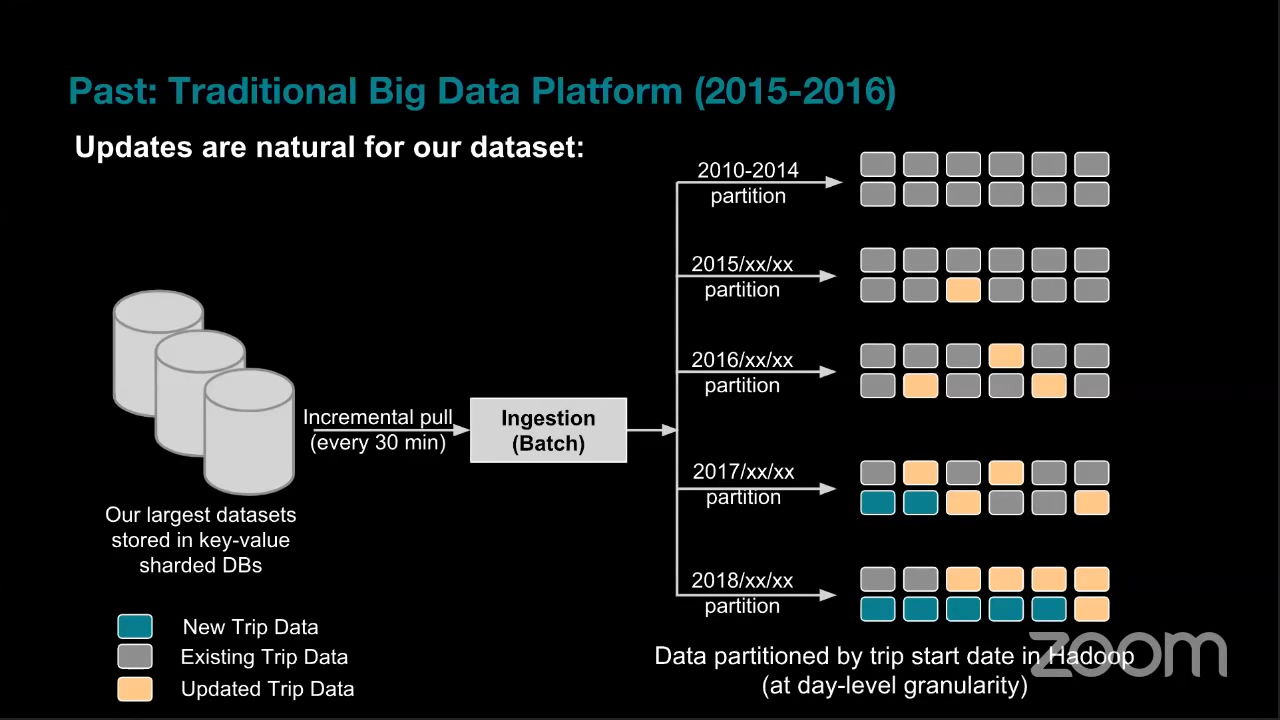 Past: Traditional Big Data Platform (2015-2016)
Updates are natural for our dataset:
2010-2014
partition
2015/xx/xx
partition
2016/xx/xx
partition
Incremental pull
(every 30 min)
Ingestion
(Batch)
2017/xx/xx
partition
Our largest datasets
stored in key-value
sharded DBs
2018/xx/xx
partition
New Trip Data
Existing Trip Data
Updated Trip Data
Data partitioned by trip start date in Hadoop
(at day-level granularity)
zoom